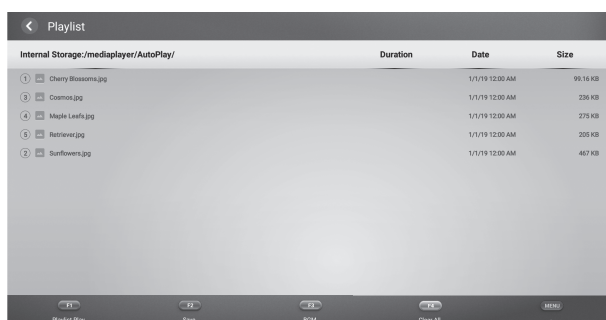 Playlist
Internal Storage:/mediaplayer/AutoPlay/ Duration Date Size
1 Cherry Blossoms.jpg 1/1/19 12:00 AM 99.16 KB
3 Cosmos.jpg 1/1/19 12:00 AM 236 KB
4 Maple Leafs.jpg 1/1/19 12:00 AM 275 KB
5 Retriever.jpg 1/1/19 12:00 AM 205 KB
2 Sunflowers.jpg 1/1/19 12:00 AM 467 KB
F1 F2 F3 F4 MENU
Playlist Play Save BGM Clear All